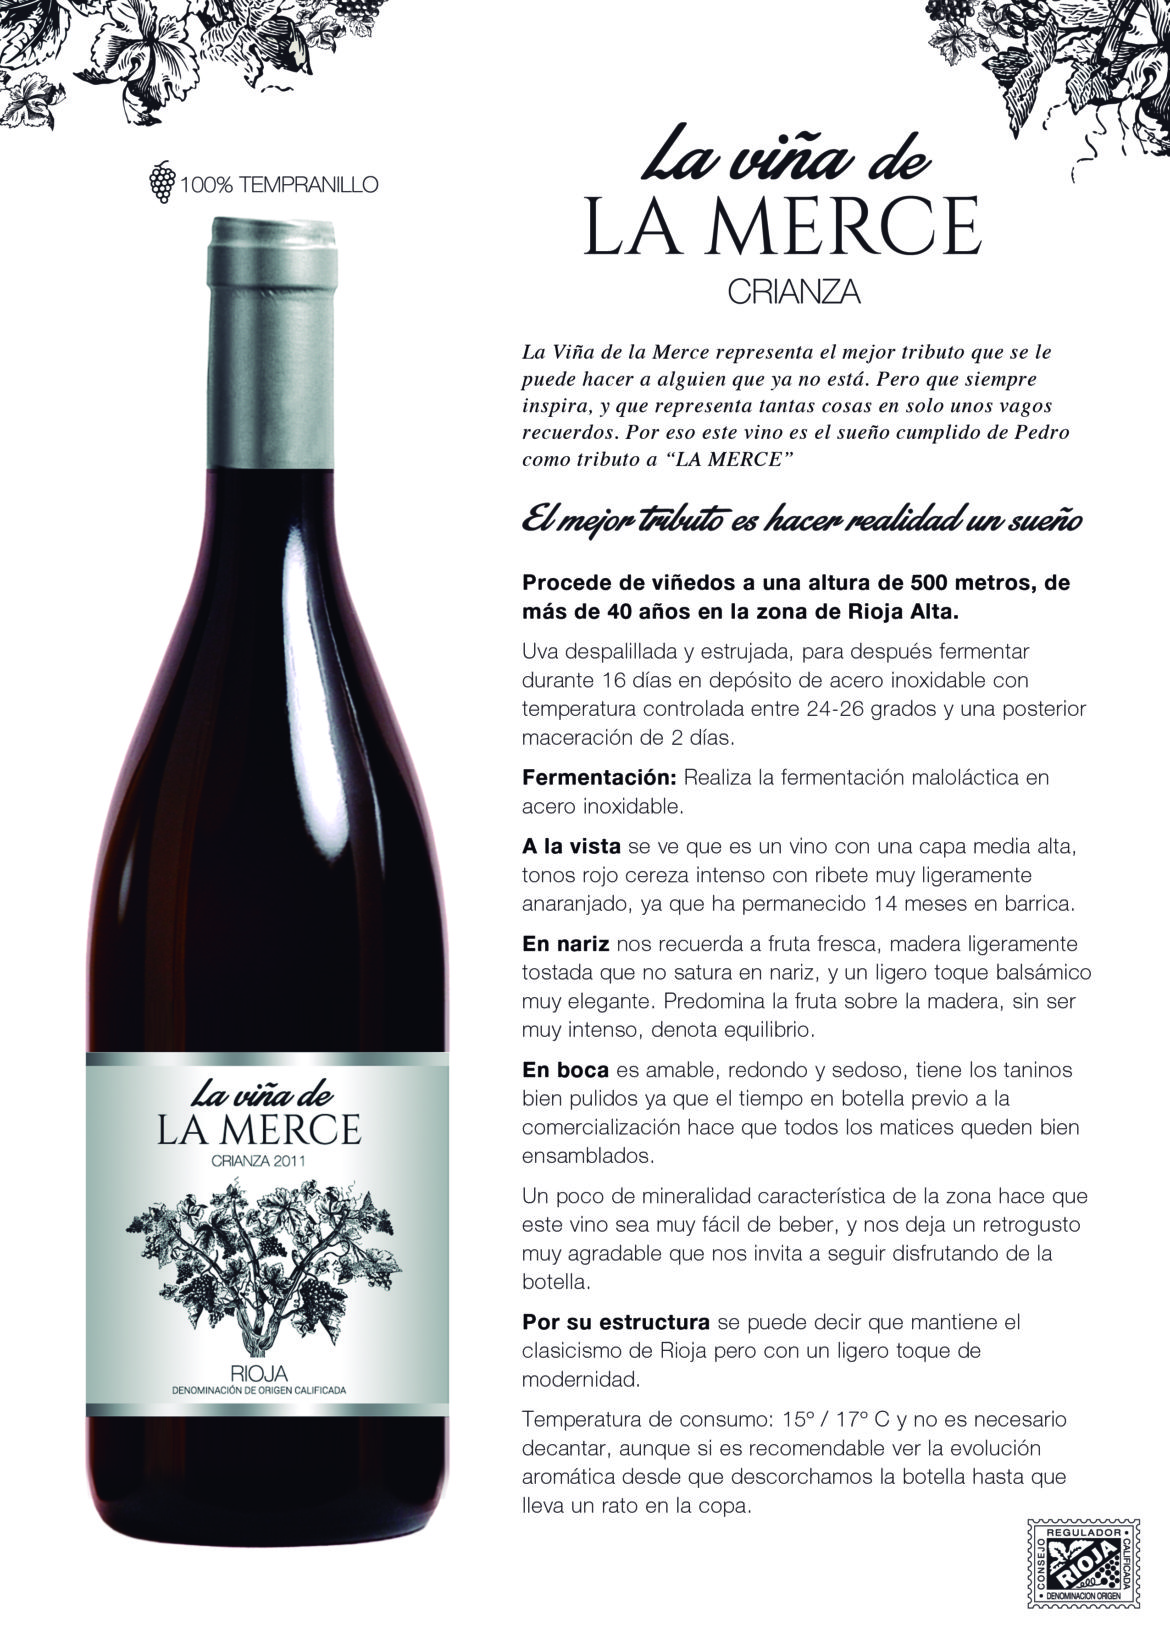 100% TEMPRANILLO
La viña de
LA MERCE
CRIANZA
La Viña de la Merce representa el mejor tributo que se le
puede hacer a alguien que ya no está. Pero que siempre
inspira, y que representa tantas cosas en solo unos vagos
recuerdos. Por eso este vino es el sueño cumplido de Pedro
como tributo a “LA MERCE”
El mejor tributo es hacer realidad un sueño
Procede de viñedos a una altura de 500 metros, de
más de 40 años en la zona de Rioja Alta.
Uva despalillada y estrujada, para después fermentar
durante 16 días en depósito de acero inoxidable con
temperatura controlada entre 24-26 grados y una posterior
maceración de 2 días.
Fermentación: Realiza la fermentación maloláctica en
acero inoxidable.
A la vista se ve que es un vino con una capa media alta,
tonos rojo cereza intenso con ribete muy ligeramente
anaranjado, ya que ha permanecido 14 meses en barrica.
En nariz nos recuerda a fruta fresca, madera ligeramente
tostada que no satura en nariz, y un ligero toque balsámico
muy elegante. Predomina la fruta sobre la madera, sin ser
muy intenso, denota equilibrio.
En boca es amable, redondo y sedoso, tiene los taninos
bien pulidos ya que el tiempo en botella previo a la
comercialización hace que todos los matices queden bien
ensamblados.
Un poco de mineralidad característica de la zona hace que
este vino sea muy fácil de beber, y nos deja un retrogusto
muy agradable que nos invita a seguir disfrutando de la
botella.
Por su estructura se puede decir que mantiene el
clasicismo de Rioja pero con un ligero toque de
modernidad.
Temperatura de consumo: 15º / 17º C y no es necesario
decantar, aunque si es recomendable ver la evolución
aromática desde que descorchamos la botella hasta que
lleva un rato en la copa.
La viña de
LA MERCE
CRIANZA 2011
RIOJA
DENOMINACIÓN DE ORIGEN CALIFICADA
CONSEJO
REGULADOR
CALIFICADA
RIOJA
DENOMINACION ORIGEN